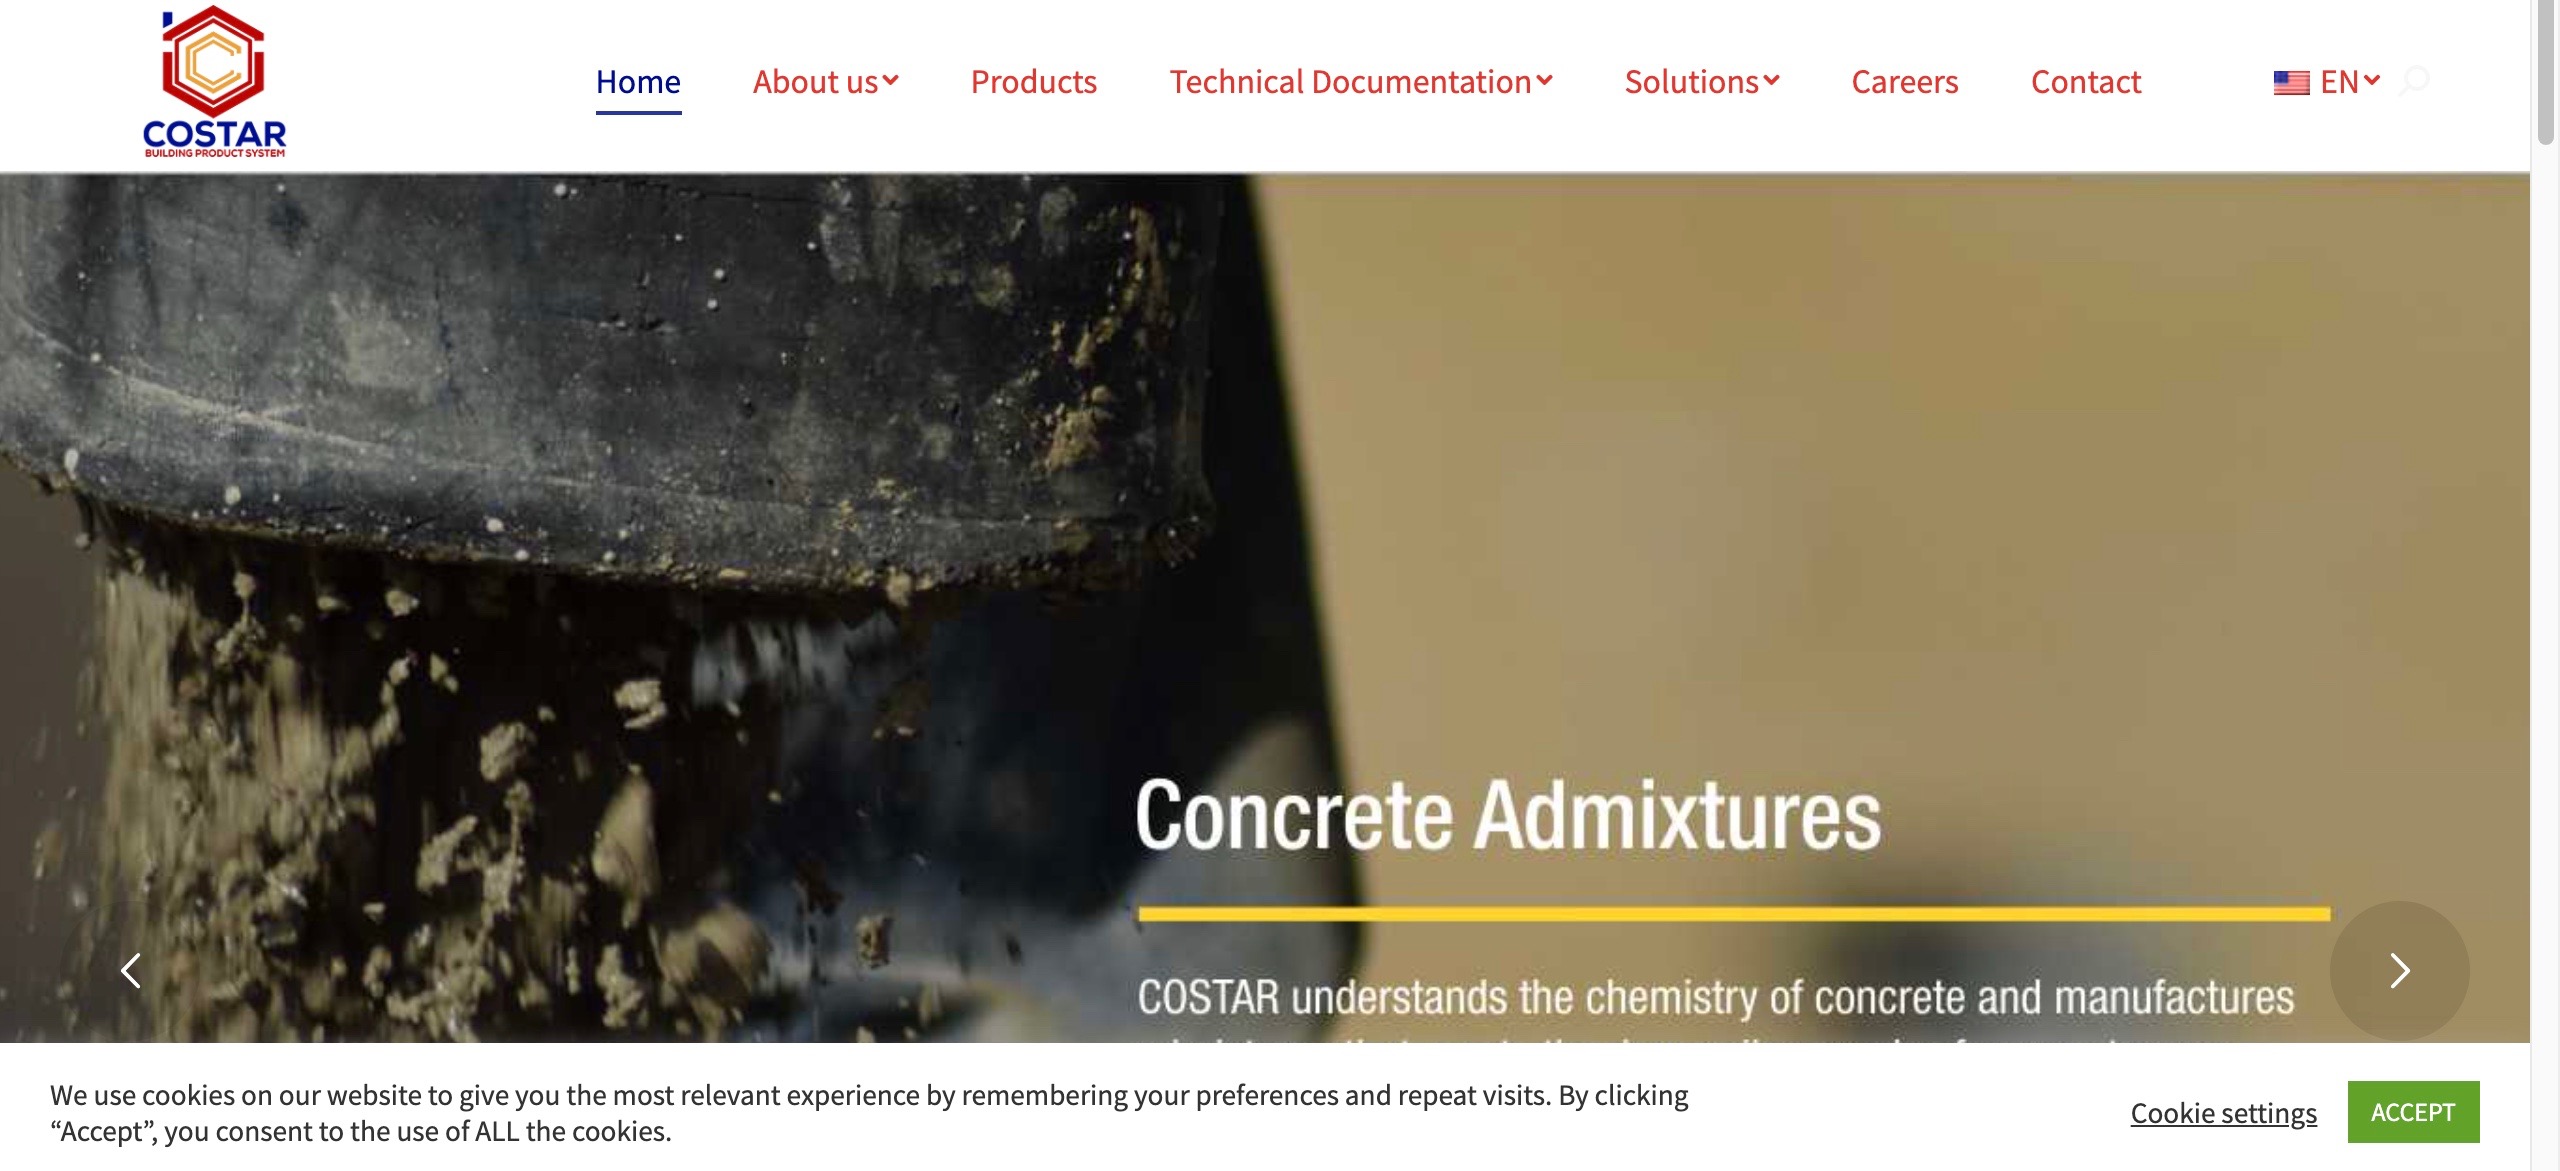 COSTAR
BUILDING PRODUCT SYSTEM
Home
About us
Products
Technical Documentation
Solutions
Careers
Contact
EN
Concrete Admixtures
COSTAR understands the chemistry of concrete and manufactures
We use cookies on our website to give you the most relevant experience by remembering your preferences and repeat visits. By clicking
“Accept”, you consent to the use of ALL the cookies.
Cookie settings
ACCEPT